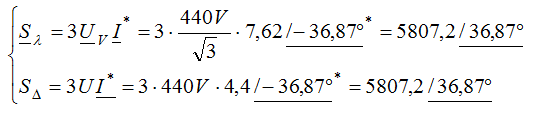 S_λ = 3U_V I* = 3 · 440V/√3 · 7,62/−36,87°* = 5807,2/36,87°
S_Δ = 3UI* = 3 · 440V · 4,4/−36,87°* = 5807,2/36,87°